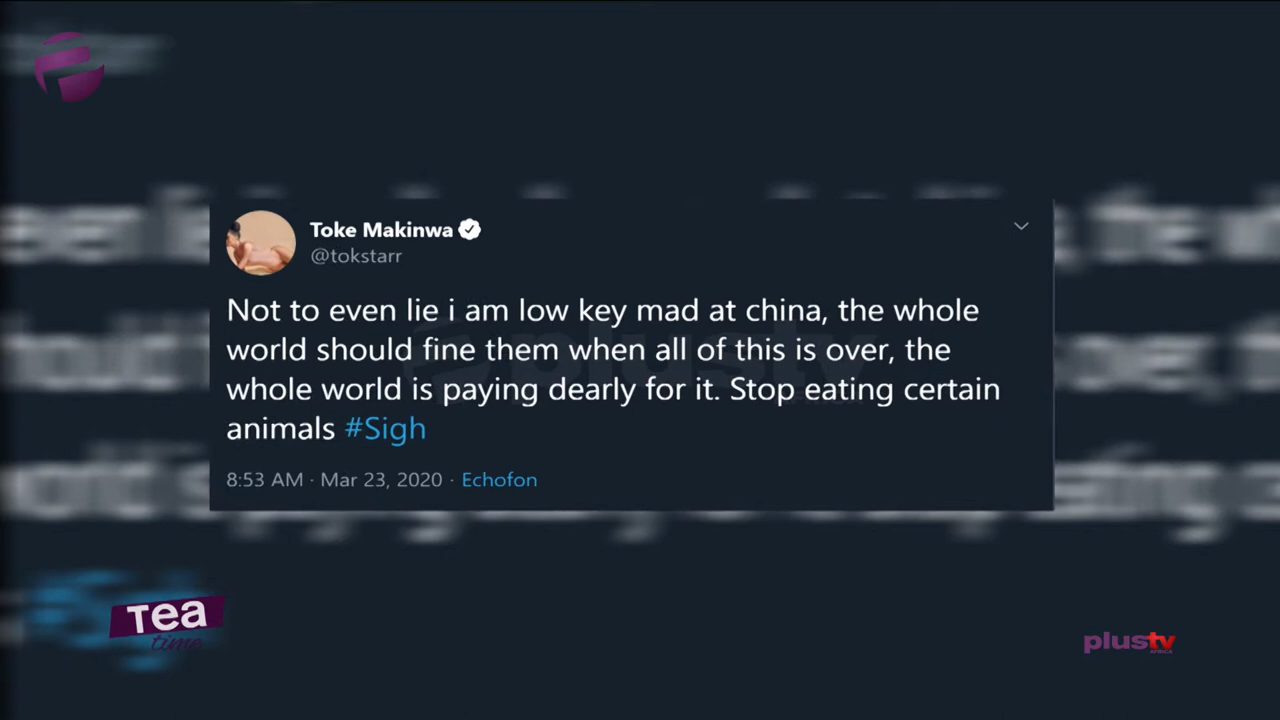 Toke Makinwa
@tokstarr
Not to even lie i am low key mad at china, the whole
world should fine them when all of this is over, the
whole world is paying dearly for it. Stop eating certain
animals #Sigh
8:53 AM · Mar 23, 2020 · Echofon
Tea
time
plustv
AFRICA